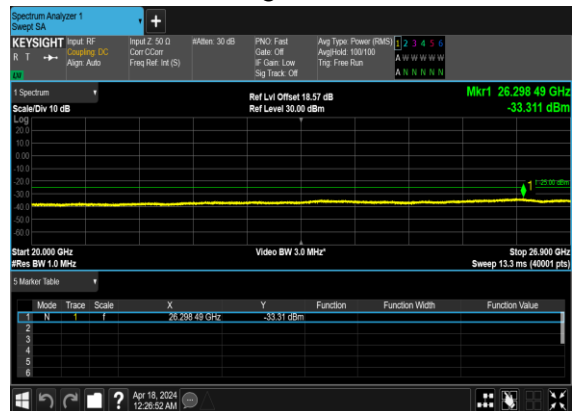 Spectrum Analyzer 1
Swept SA
+
KEYSIGHT Input: RF Input Z: 50 Ω #Atten: 30 dB PNO: Fast Avg Type: Power (RMS) 1 2 3 4 5 6
R T Coupling: DC Corr CCorr Gate: Off Avg|Hold: 100/100 A W W W W W
Align: Auto Freq Ref: Int (S) IF Gain: Low Trig: Free Run
Sig Track: Off A N N N N N
1 Spectrum Ref Lvl Offset 18.57 dB Mkr1 26.298 49 GHz
Scale/Div 10 dB Ref Level 30.00 dBm -33.311 dBm
Log
20.0
10.0
0.00
-10.0
-20.0
1
-25.00 dBm
-30.0
-40.0
-50.0
-60.0
Start 20.000 GHz Video BW 3.0 MHz* Stop 26.900 GHz
#Res BW 1.0 MHz Sweep 13.3 ms (40001 pts)
5 Marker Table
Mode Trace Scale X Y Function Function Width Function Value
1 N 1 f 26.298 49 GHz -33.31 dBm
2
3
4
5
6
? Apr 18, 2024
12:26:52 AM